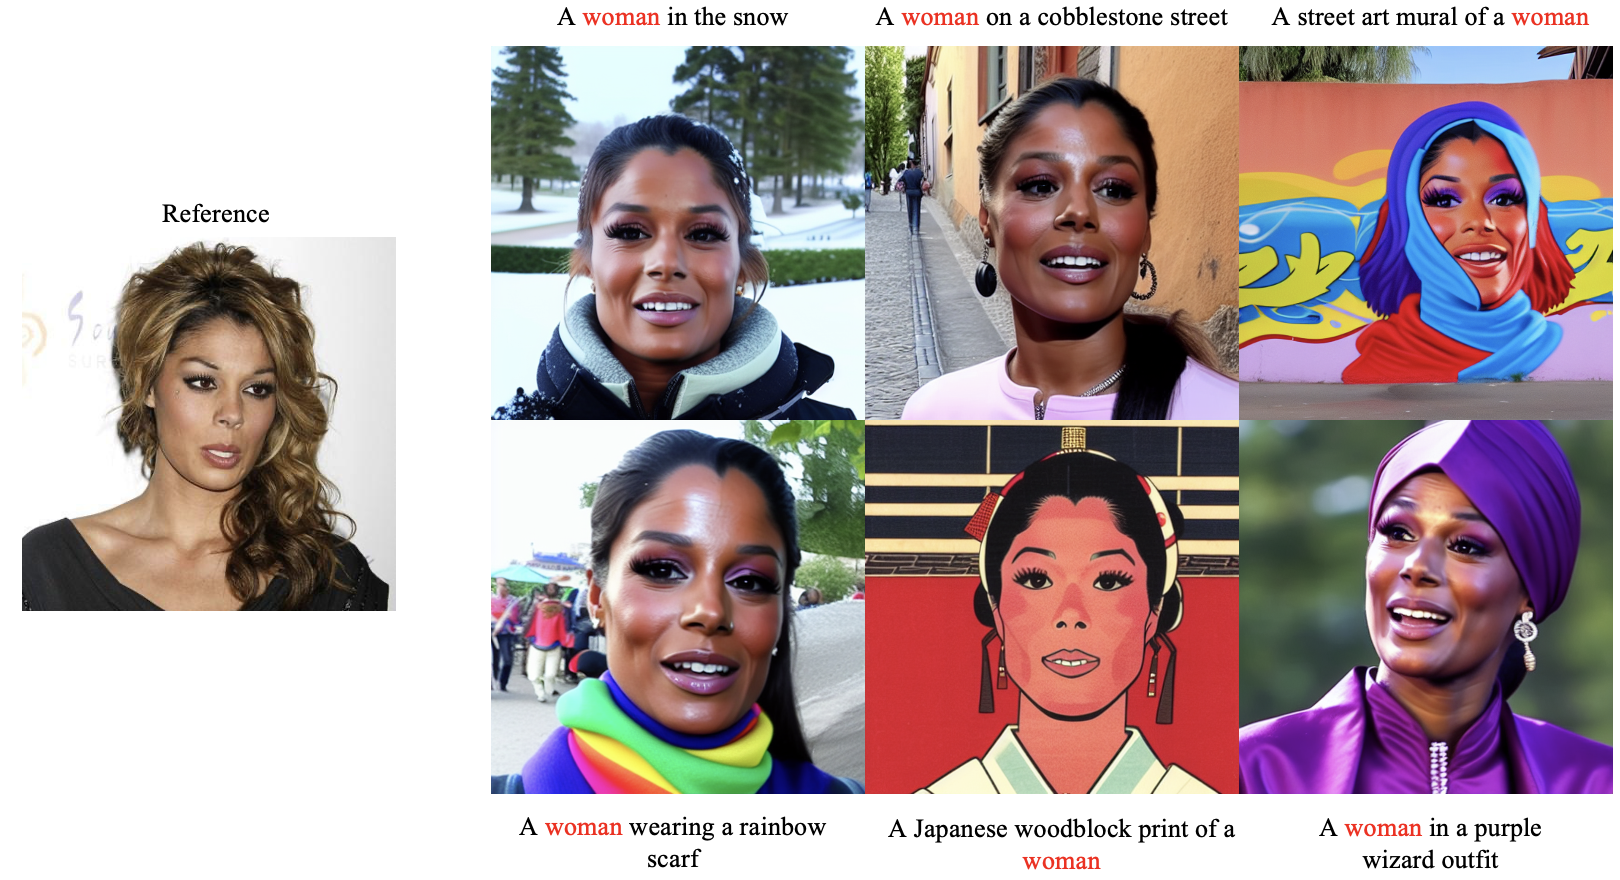 A woman in the snow
A woman on a cobblestone street
A street art mural of a woman
Reference
A woman wearing a rainbow
scarf
A Japanese woodblock print of a
woman
A woman in a purple
wizard outfit